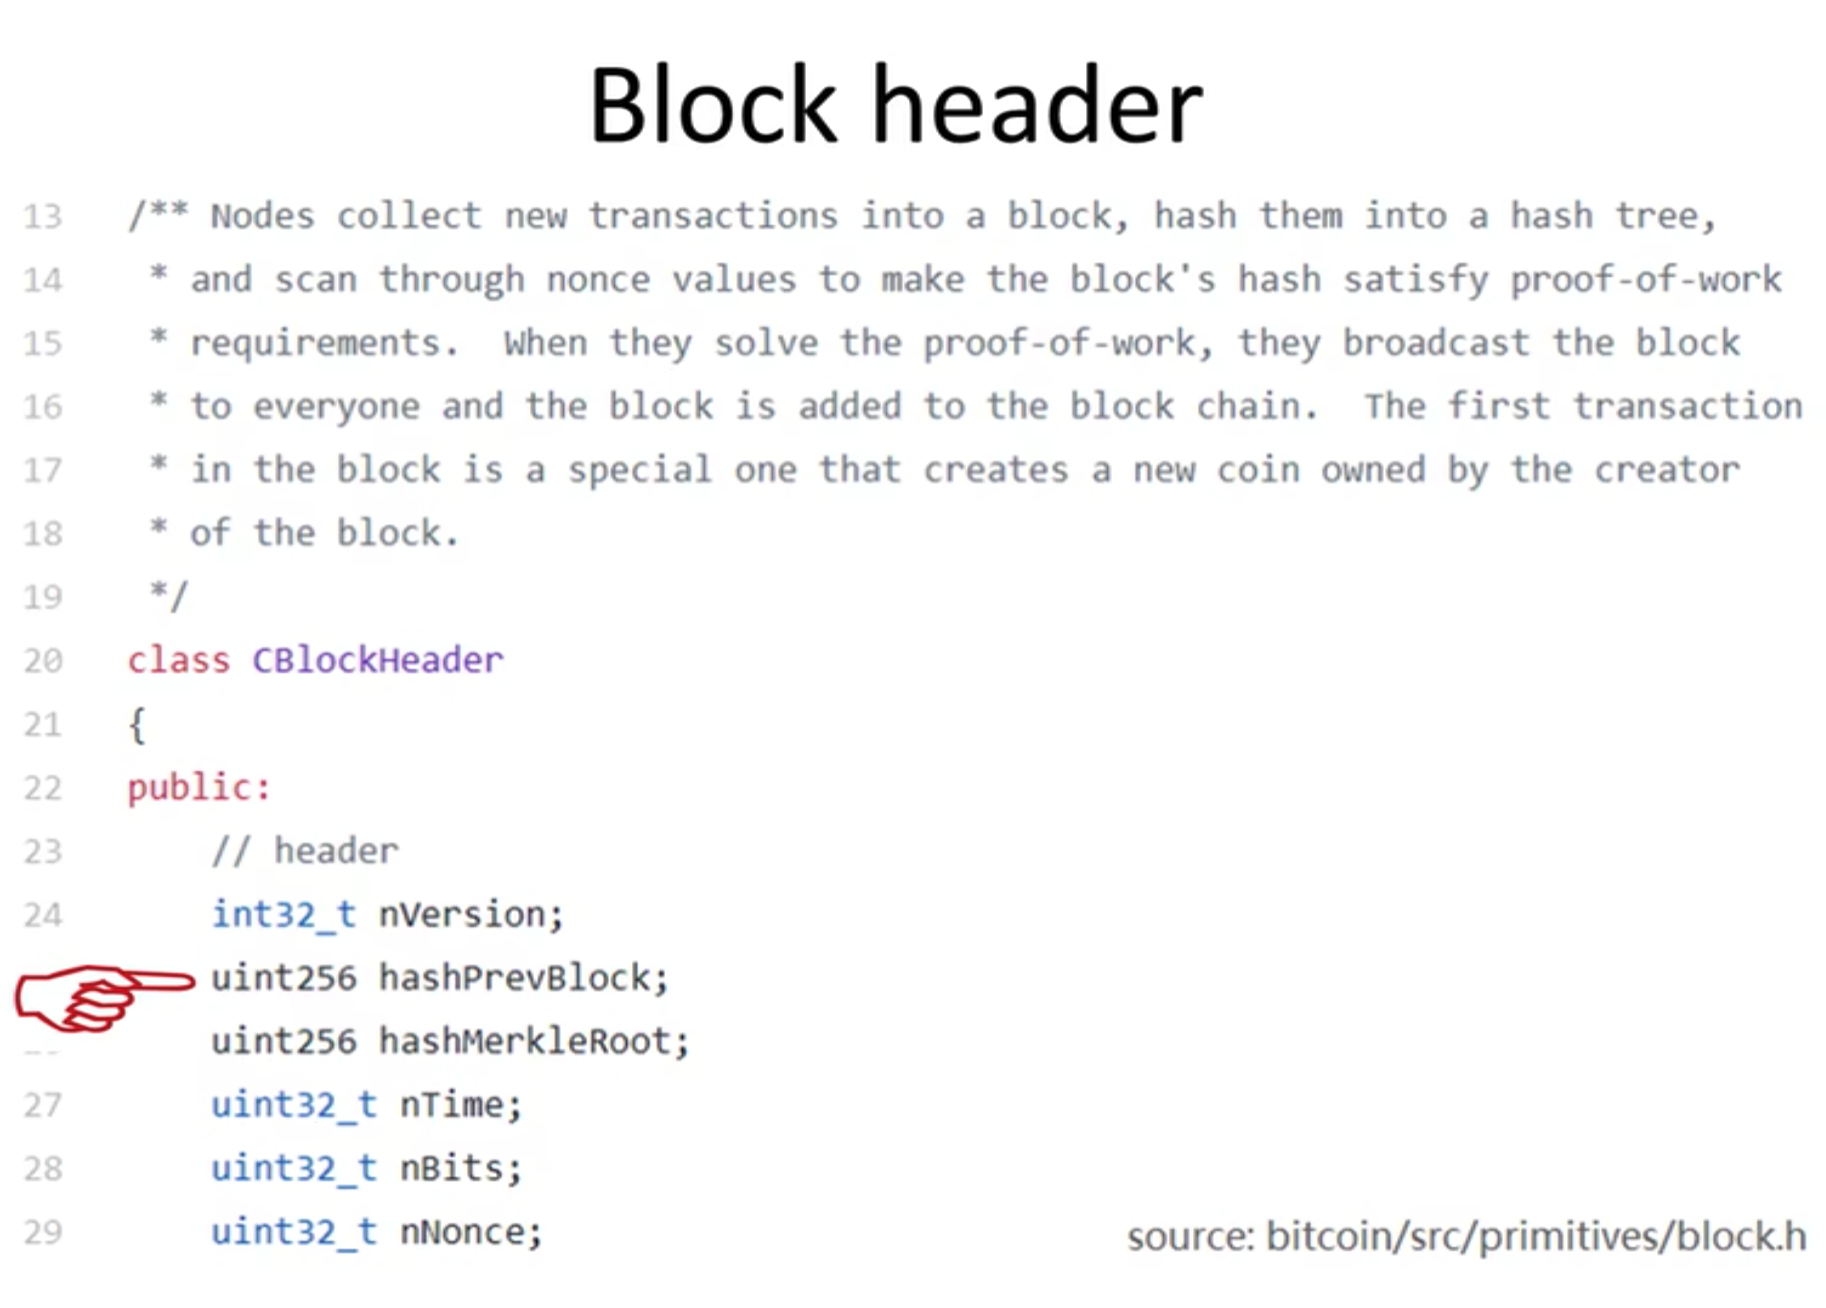 Block header
13 /** Nodes collect new transactions into a block, hash them into a hash tree,
14 * and scan through nonce values to make the block's hash satisfy proof-of-work
15 * requirements.  When they solve the proof-of-work, they broadcast the block
16 * to everyone and the block is added to the block chain.  The first transaction
17 * in the block is a special one that creates a new coin owned by the creator
18 * of the block.
19 */
20 class CBlockHeader
21 {
22 public:
23 // header
24 int32_t nVersion;
uint256 hashPrevBlock;
uint256 hashMerkleRoot;
27 uint32_t nTime;
28 uint32_t nBits;
29 uint32_t nNonce;
source: bitcoin/src/primitives/block.h